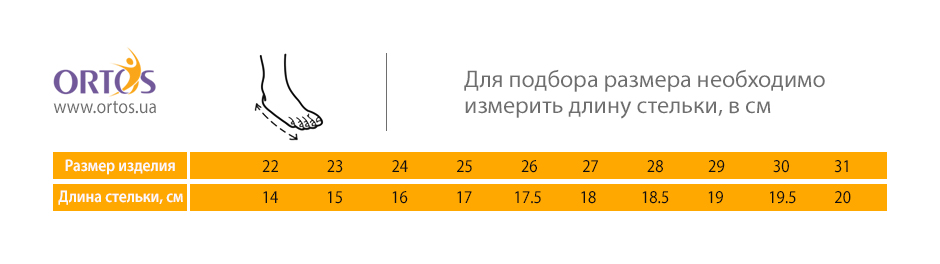 ORTOS
www.ortos.ua
Для подбора размера необходимо
измерить длину стельки, в см
Размер изделия 22 23 24 25 26 27 28 29 30 31
Длина стельки, см 14 15 16 17 17.5 18 18.5 19 19.5 20